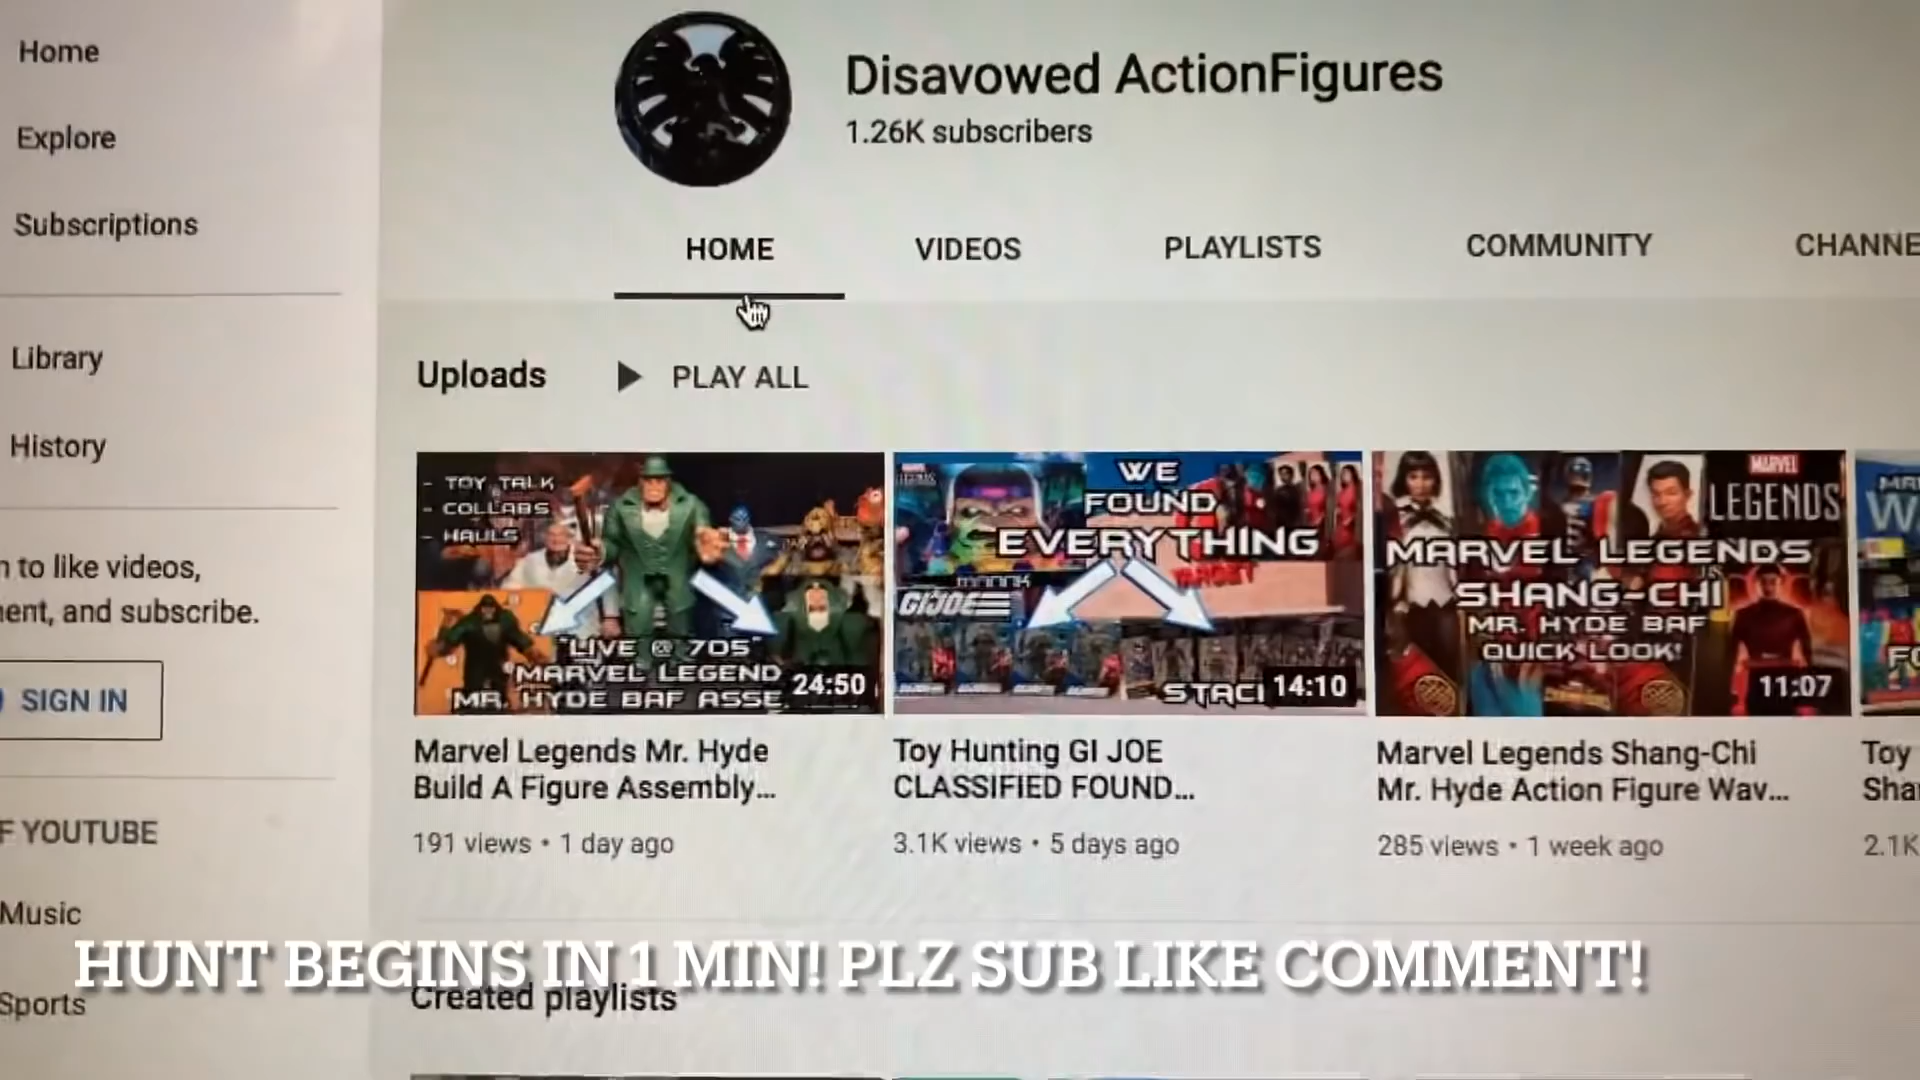 Home
Explore
Subscriptions
Library
History
to like videos,
and subscribe.
SIGN IN
YOUTUBE
Music
Sports
Disavowed ActionFigures
1.26K subscribers
HOME
VIDEOS
PLAYLISTS
COMMUNITY
CHANNE
Uploads
PLAY ALL
- TOY TALK
- COLLABS
- HAULS
"LIVE @ 705"
"MARVEL LEGEND
MR. HYDE BAF ASSE
24:50
Marvel Legends Mr. Hyde
Build A Figure Assembly...
191 views • 1 day ago
WE
FOUND
EVERYTHING
TARGET
GI JOE
STACI
14:10
Toy Hunting GI JOE
CLASSIFIED FOUND...
3.1K views • 5 days ago
MARVEL
LEGENDS
MARVEL LEGENDS
SHANG-CHI
MR. HYDE BAF
QUICK LOOK!
11:07
Marvel Legends Shang-Chi
Mr. Hyde Action Figure Wav...
285 views • 1 week ago
Toy
Sha
2.1K
HUNT BEGINS IN 1 MIN! PLZ SUB LIKE COMMENT!
Created playlists